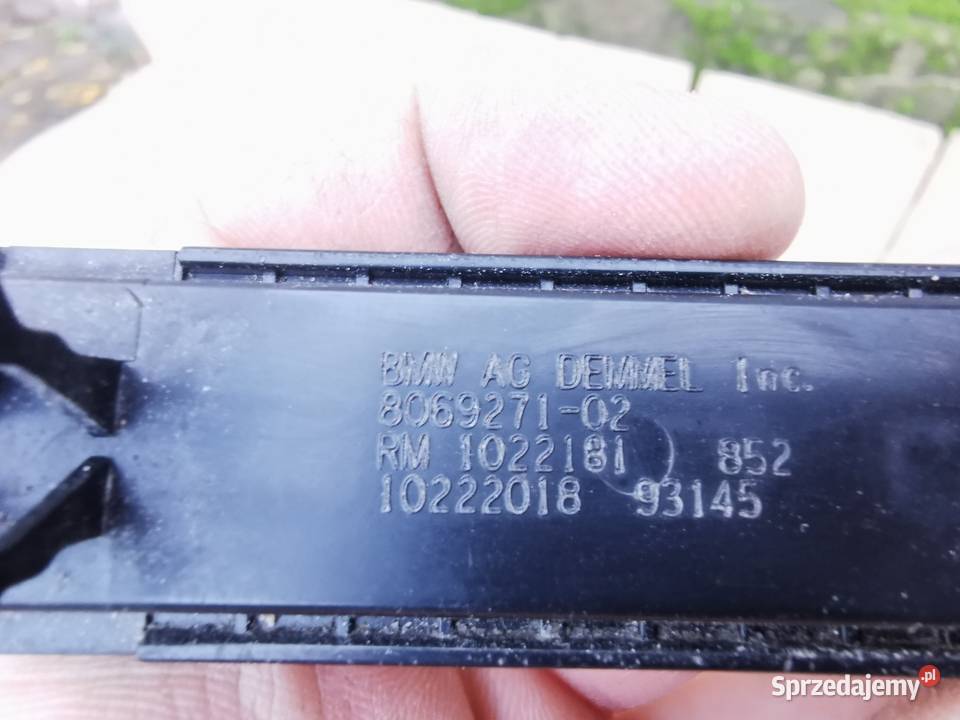 BMW AG DEMMEL Inc.
8069271-02
RM 1022181 852
10222018 93145
Sprzedajemy.pl